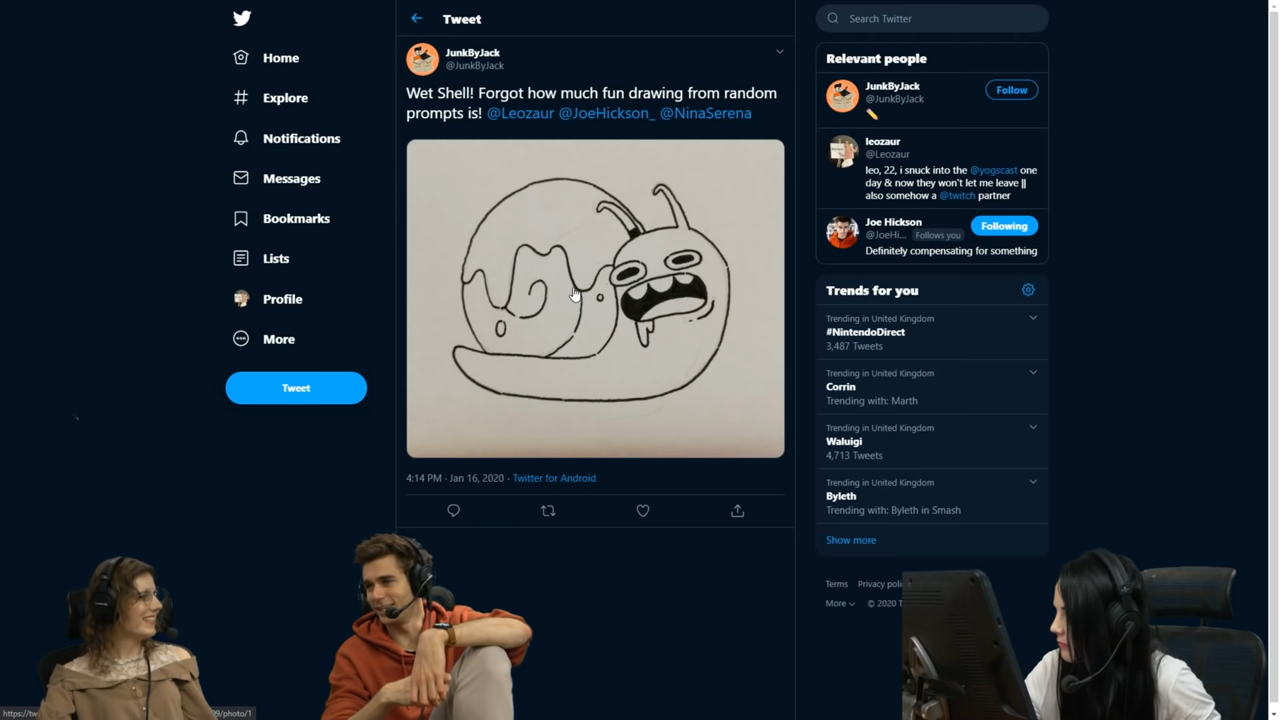 Home
Explore
Notifications
Messages
Bookmarks
Lists
Profile
More
Tweet
Tweet
JunkByJack
@JunkByJack
Wet Shell! Forgot how much fun drawing from random
prompts is! @Leozaur @JoeHickson_ @NinaSerena
4:14 PM · Jan 16, 2020 · Twitter for Android
Search Twitter
Relevant people
JunkByJack
@JunkByJack
Follow
leozaur
@Leozaur
leo, 22, i snuck into the @yogscast one
day & now they won't let me leave ||
also somehow a @twitch partner
Joe Hickson
@JoeHi... Follows you
Following
Definitely compensating for something
Trends for you
Trending in United Kingdom
#NintendoDirect
3,487 Tweets
Trending in United Kingdom
Corrin
Trending with: Marth
Trending in United Kingdom
Waluigi
4,713 Tweets
Trending in United Kingdom
Byleth
Trending with: Byleth in Smash
Show more
Terms Privacy
More © 2020
/photo/1